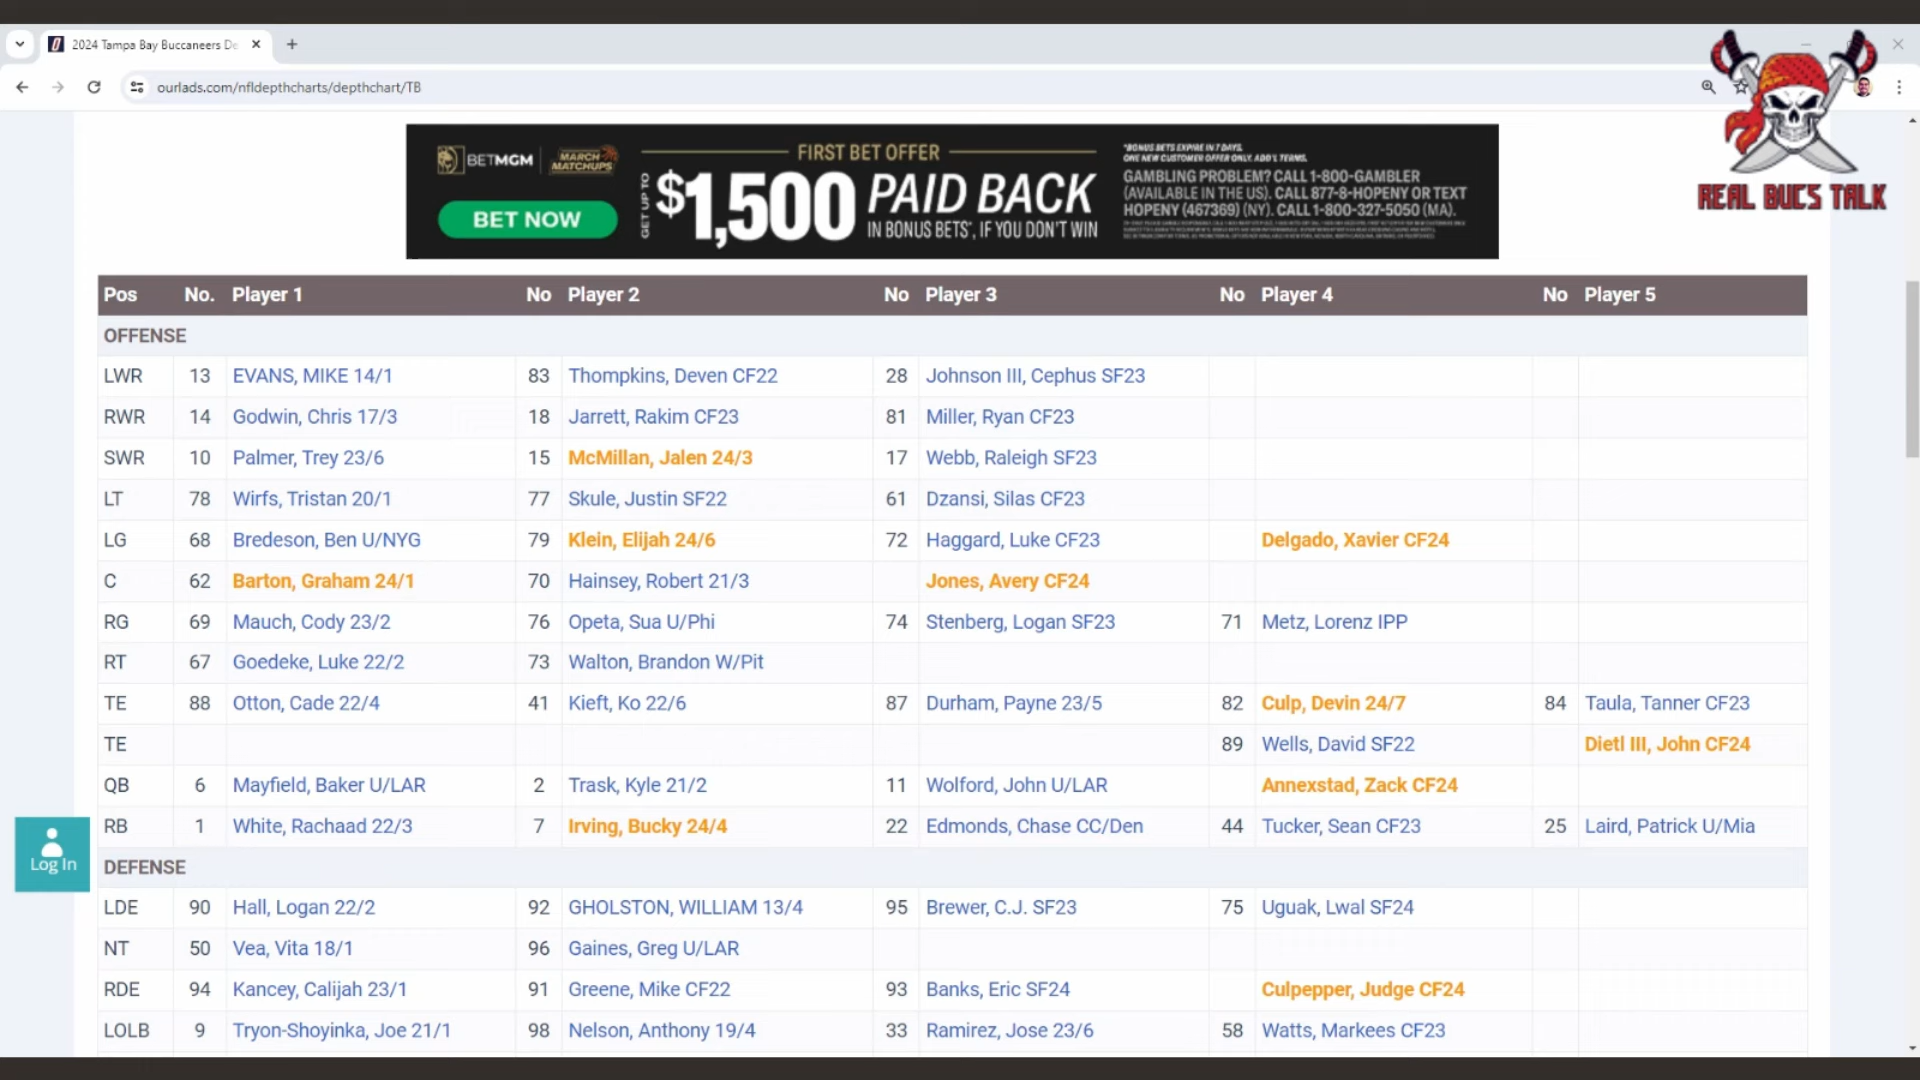 2024 Tampa Bay Buccaneers De
ourlads.com/nfldepthcharts/depthchart/TB
REAL BUCS TALK
BETMGM MARCH MATCHUPS
BET NOW
FIRST BET OFFER
GET UP TO $1,500 PAID BACK
IN BONUS BETS*, IF YOU DON'T WIN
*BONUS BETS EXPIRE IN 7 DAYS.
ONE NEW CUSTOMER OFFER ONLY. ADD'L TERMS.
GAMBLING PROBLEM? CALL 1-800-GAMBLER
(AVAILABLE IN THE US). CALL 877-8-HOPENY OR TEXT
HOPENY (467369) (NY). CALL 1-800-327-5050 (MA).
Pos No. Player 1 No Player 2 No Player 3 No Player 4 No Player 5
OFFENSE
LWR 13 EVANS, MIKE 14/1 83 Thompkins, Deven CF22 28 Johnson III, Cephus SF23
RWR 14 Godwin, Chris 17/3 18 Jarrett, Rakim CF23 81 Miller, Ryan CF23
SWR 10 Palmer, Trey 23/6 15 McMillan, Jalen 24/3 17 Webb, Raleigh SF23
LT 78 Wirfs, Tristan 20/1 77 Skule, Justin SF22 61 Dzansi, Silas CF23
LG 68 Bredeson, Ben U/NYG 79 Klein, Elijah 24/6 72 Haggard, Luke CF23 Delgado, Xavier CF24
C 62 Barton, Graham 24/1 70 Hainsey, Robert 21/3 Jones, Avery CF24
RG 69 Mauch, Cody 23/2 76 Opeta, Sua U/Phi 74 Stenberg, Logan SF23 71 Metz, Lorenz IPP
RT 67 Goedeke, Luke 22/2 73 Walton, Brandon W/Pit
TE 88 Otton, Cade 22/4 41 Kieft, Ko 22/6 87 Durham, Payne 23/5 82 Culp, Devin 24/7 84 Taula, Tanner CF23
TE 89 Wells, David SF22 Dietl III, John CF24
QB 6 Mayfield, Baker U/LAR 2 Trask, Kyle 21/2 11 Wolford, John U/LAR Annexstad, Zack CF24
RB 1 White, Rachaad 22/3 7 Irving, Bucky 24/4 22 Edmonds, Chase CC/Den 44 Tucker, Sean CF23 25 Laird, Patrick U/Mia
Log In
DEFENSE
LDE 90 Hall, Logan 22/2 92 GHOLSTON, WILLIAM 13/4 95 Brewer, C.J. SF23 75 Uguak, Lwal SF24
NT 50 Vea, Vita 18/1 96 Gaines, Greg U/LAR
RDE 94 Kancey, Calijah 23/1 91 Greene, Mike CF22 93 Banks, Eric SF24 Culpepper, Judge CF24
LOLB 9 Tryon-Shoyinka, Joe 21/1 98 Nelson, Anthony 19/4 33 Ramirez, Jose 23/6 58 Watts, Markees CF23